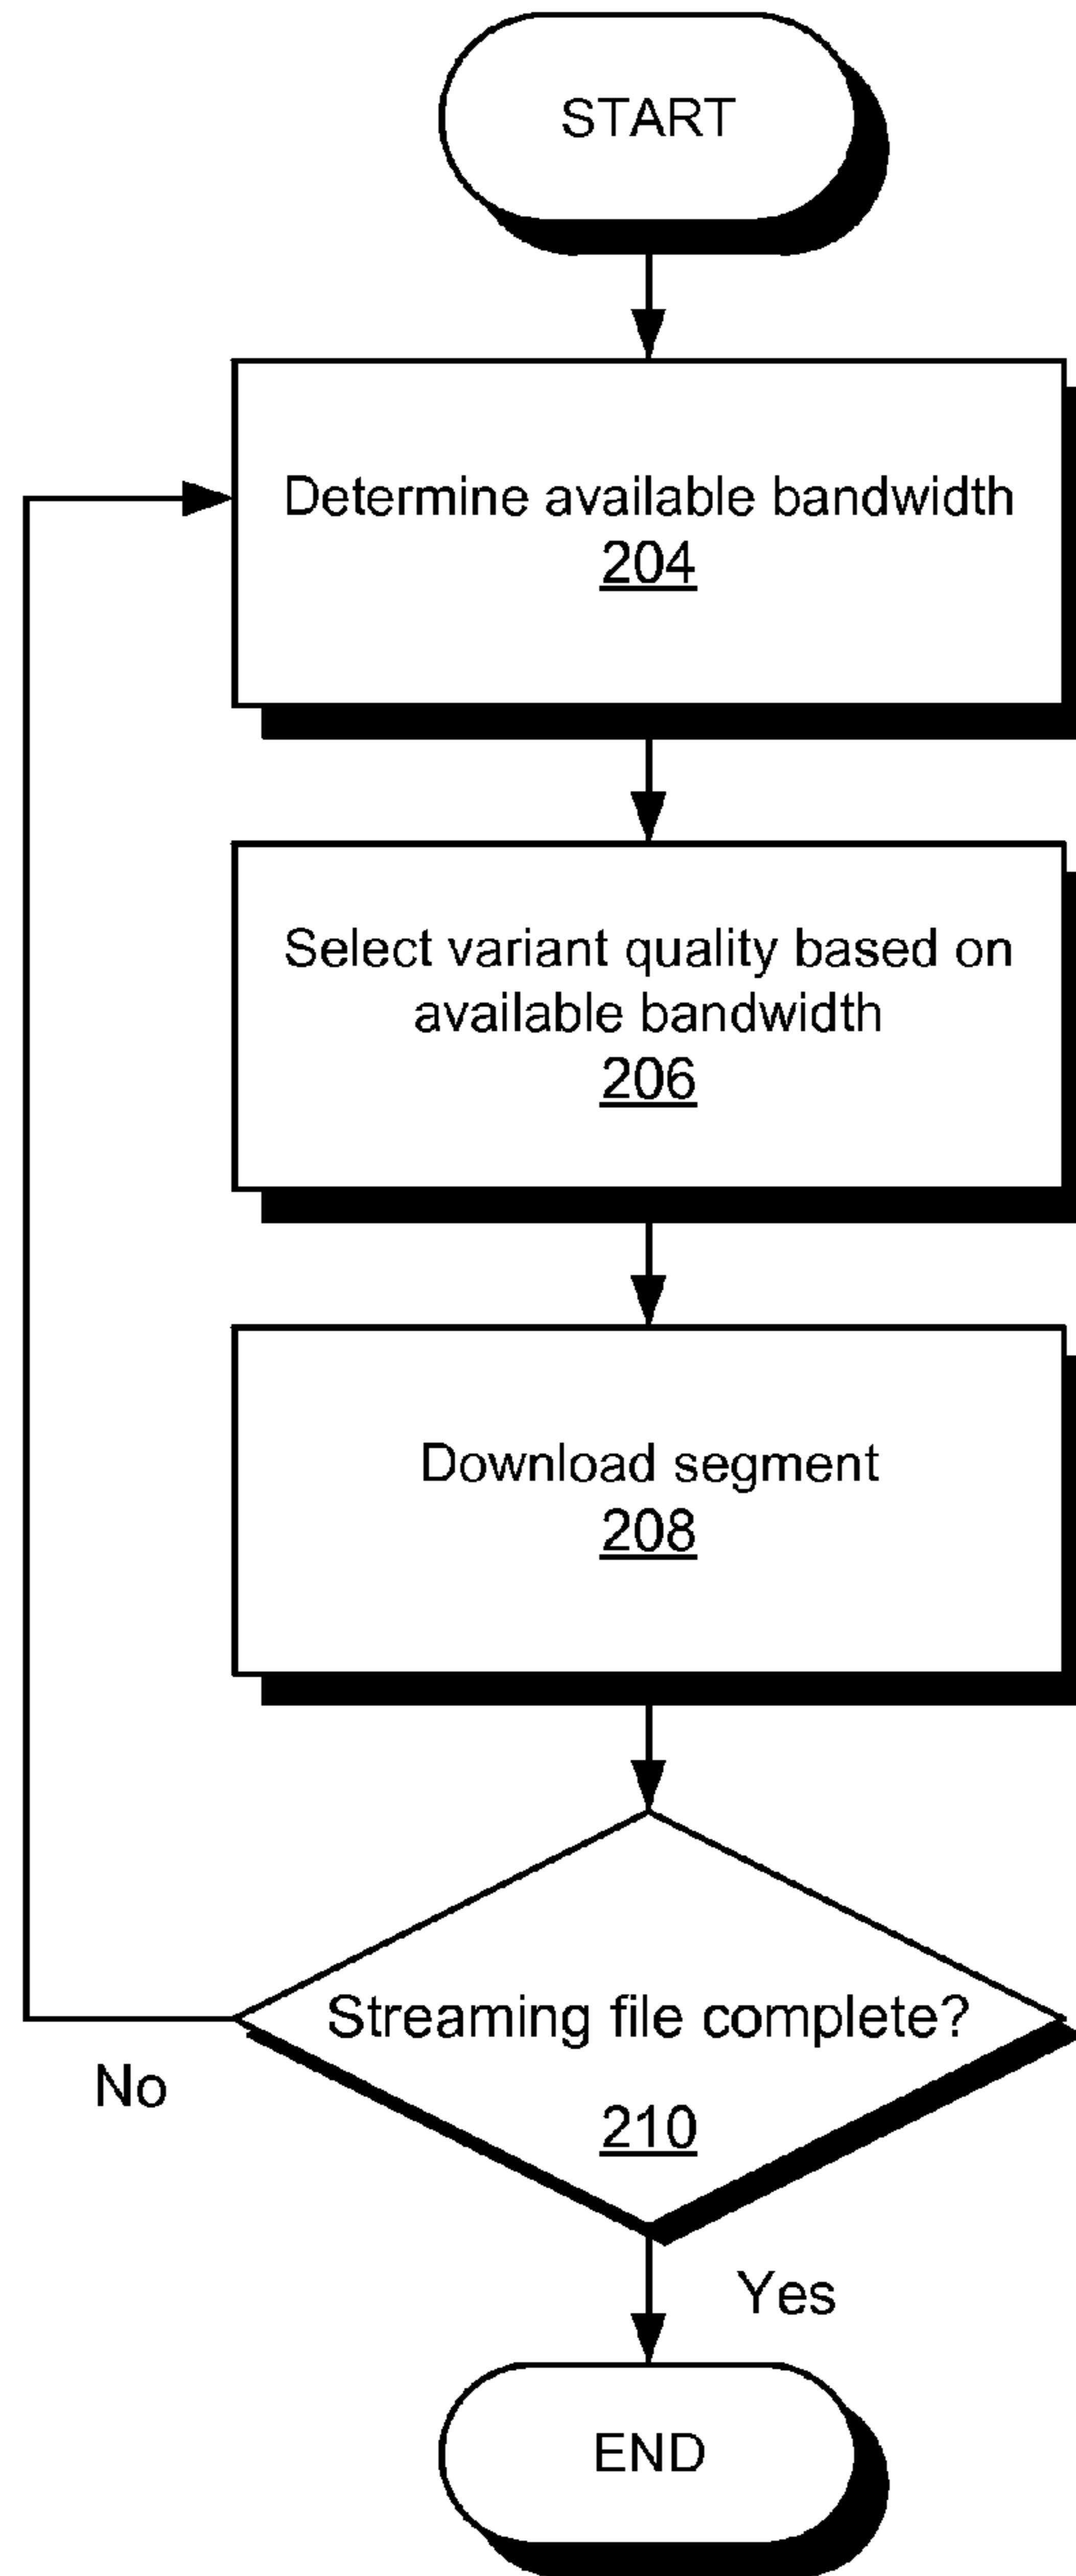 START
Determine available bandwidth
204
Select variant quality based on
available bandwidth
206
Download segment
208
Streaming file complete?
210
No
Yes
END